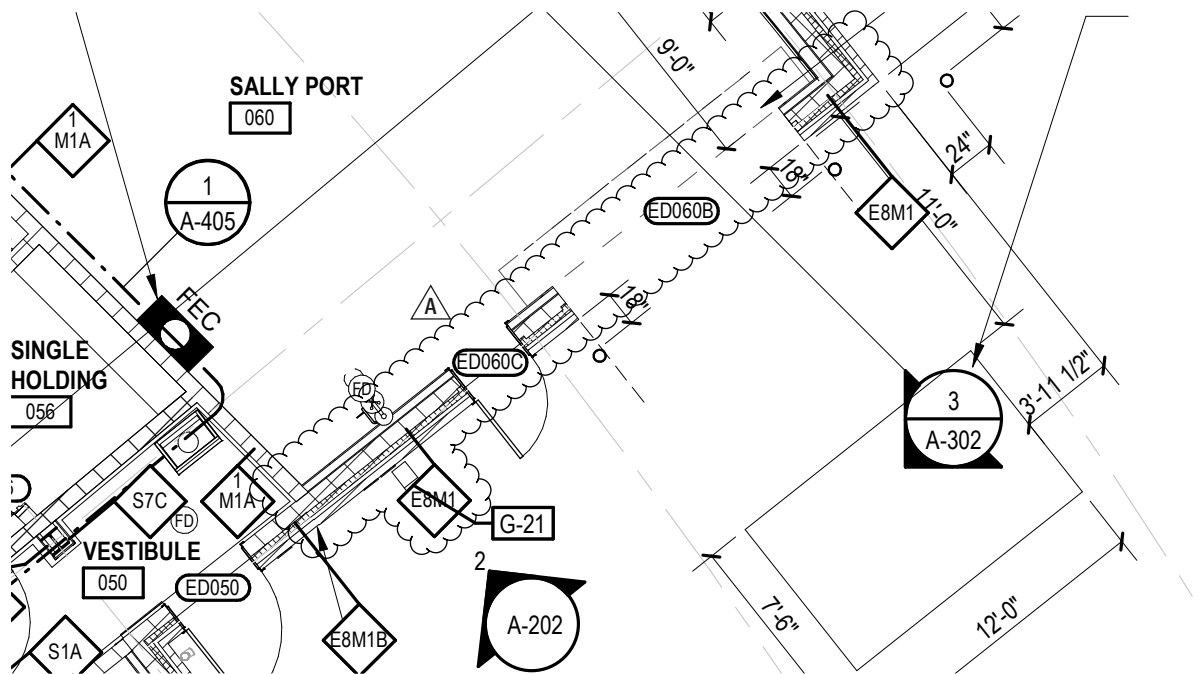 9'-0"
SALLY PORT
060
1
M1A
1
A-405
24"
18"
ED060B
E8M1
11'-0"
FEC
A
18"
SINGLE
HOLDING
056
ED060C
FD
3
A-302
3'-11 1/2"
S7C
1
M1A
E8M1
FD
G-21
VESTIBULE
050
ED050
2
A-202
7'-6"
12'-0"
E8M1B
S1A